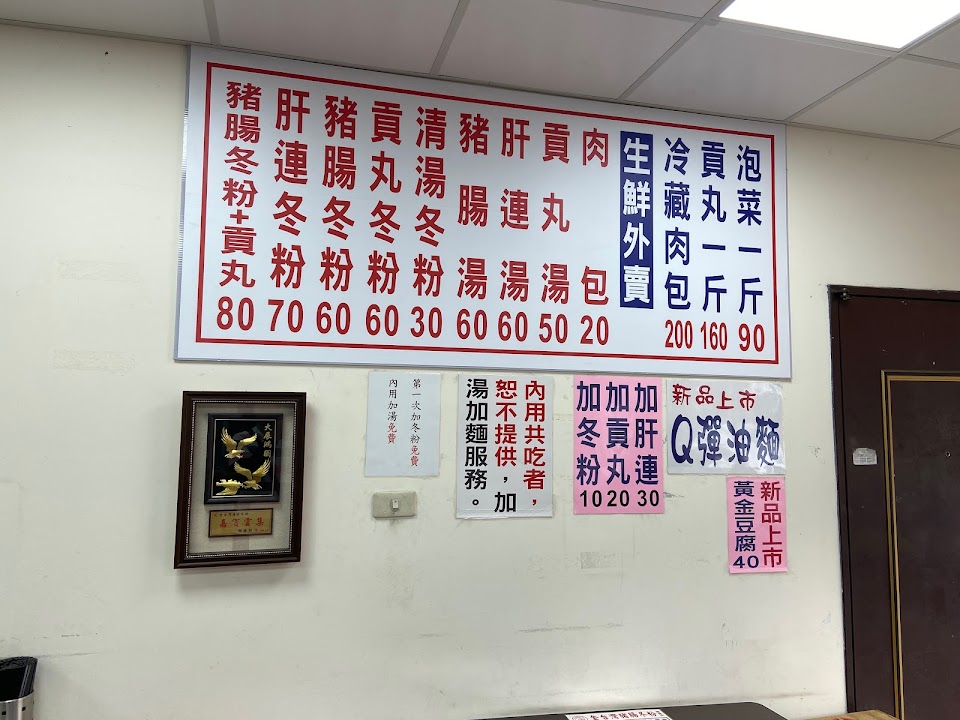 豬腸冬粉+貢丸 80
肝連冬粉 70
豬腸冬粉 60
貢丸冬粉 60
清湯冬粉 30
豬腸湯 60
肝連湯 60
貢丸湯 50
肉包 20
生鮮外賣
冷藏肉包 200
貢丸一斤 160
泡菜一斤 90
大展鴻圖
第一次加冬粉免費
內用加湯免費
內用共吃者，
恕不提供，加
湯加麵服務。
加肝連 30
加貢丸 20
加冬粉 10
新品上市
Q彈油麵
新品上市
黃金豆腐40